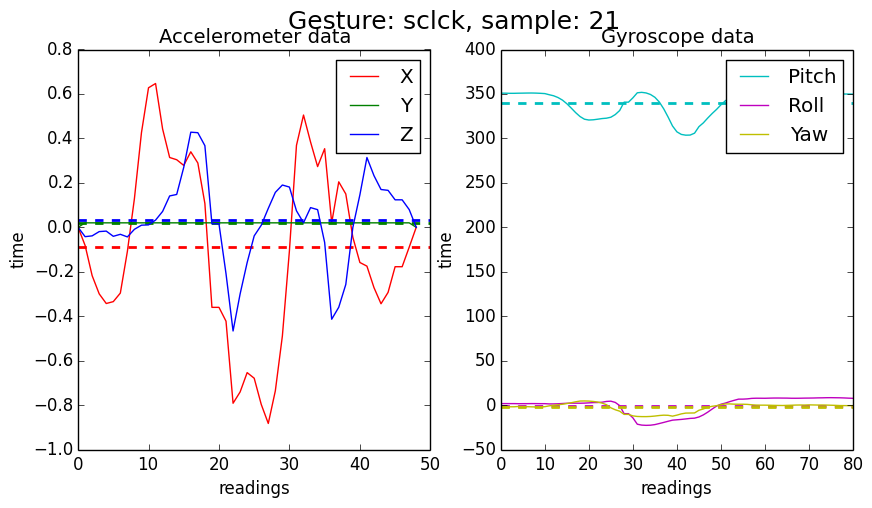 Gesture: sclck, sample: 21
Accelerometer data
0.8
0.6
0.4
0.2
0.0
−0.2
−0.4
−0.6
−0.8
−1.0
time
0 10 20 30 40 50
readings
X
Y
Z
Gyroscope data
400
350
300
250
200
150
100
50
0
−50
time
0 10 20 30 40 50 60 70 80
readings
Pitch
Roll
Yaw